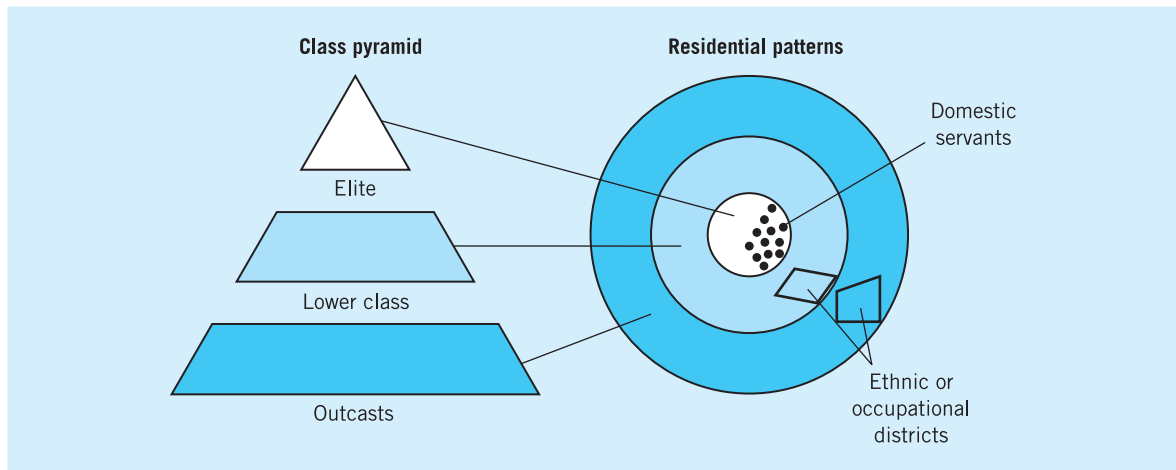 Class pyramid
Residential patterns
Elite
Lower class
Outcasts
Domestic
servants
Ethnic or
occupational
districts